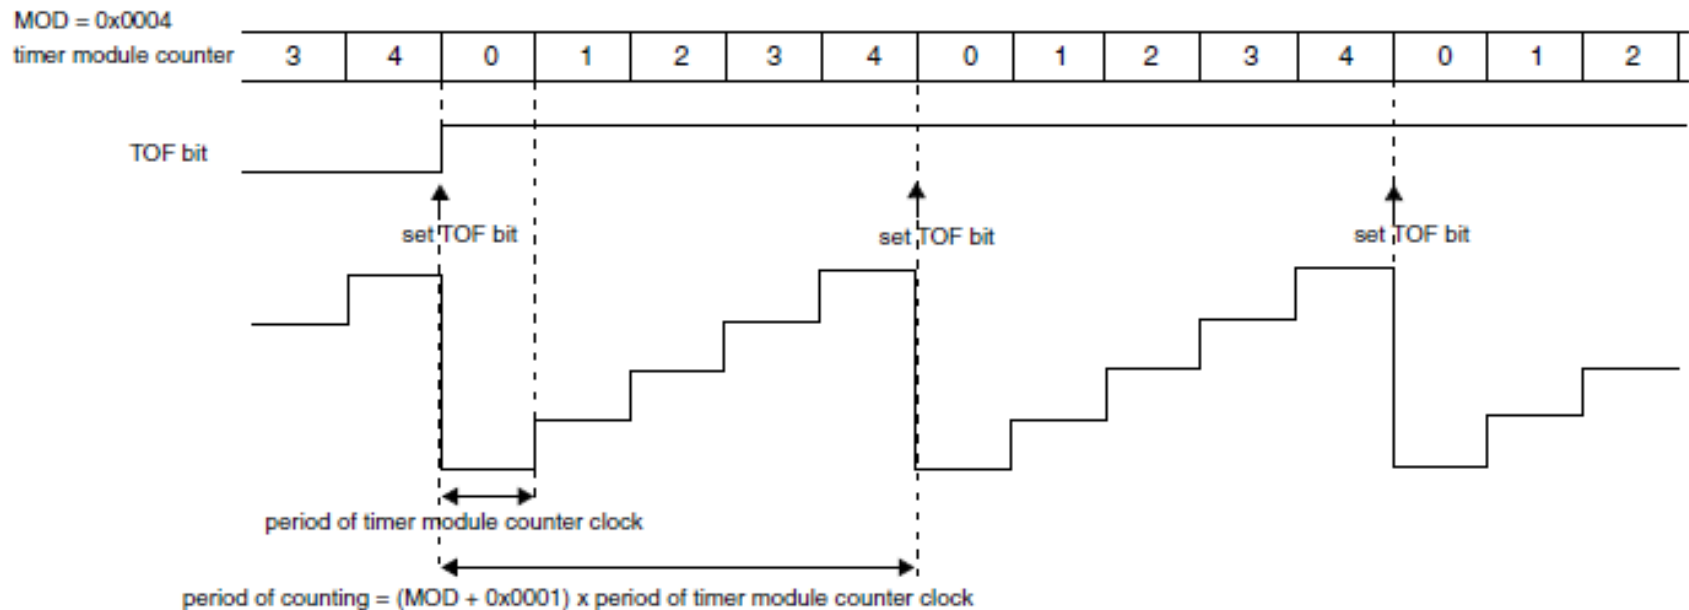 MOD = 0x0004
timer module counter 3 4 0 1 2 3 4 0 1 2 3 4 0 1 2
TOF bit
set TOF bit set TOF bit set TOF bit
period of timer module counter clock
period of counting = (MOD + 0x0001) x period of timer module counter clock